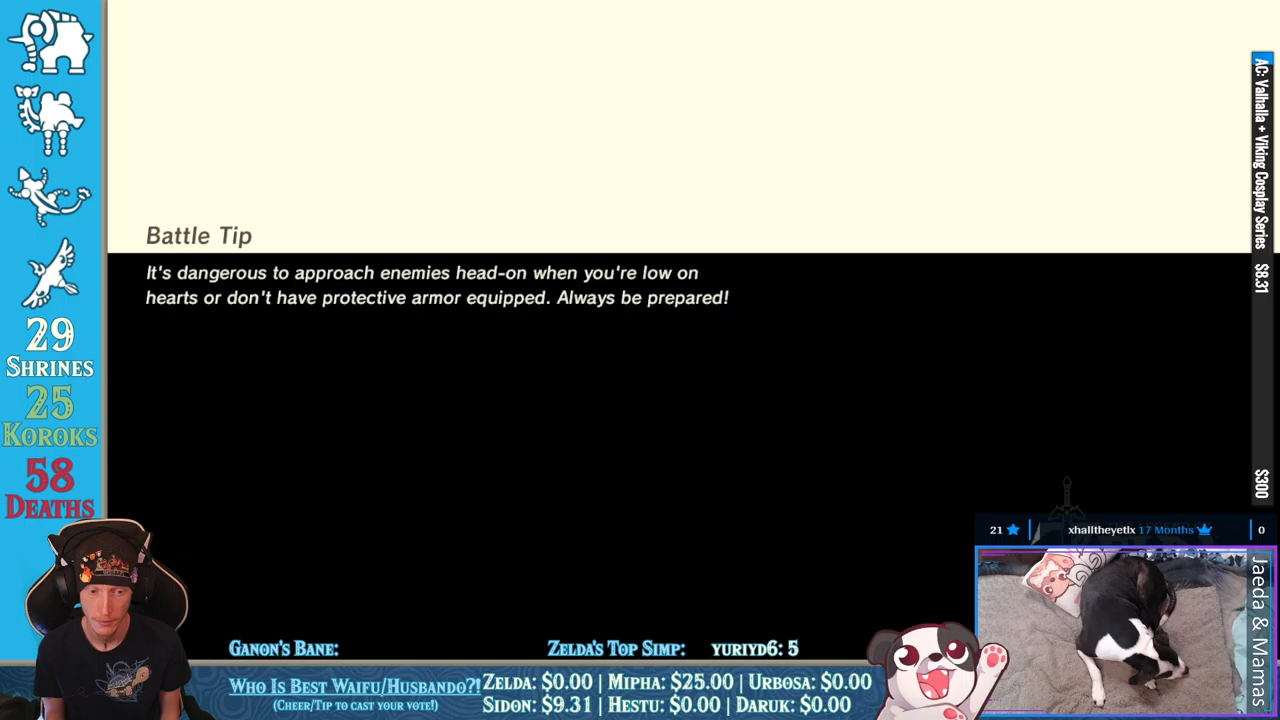 Battle Tip
It's dangerous to approach enemies head-on when you're low on
hearts or don't have protective armor equipped. Always be prepared!
29
SHRINES
25
KOROKS
58
DEATHS
AC: Valhalla + Viking Cosplay Series $8.31 $300
21 xhalltheyetix 17 Months 0
Jaeda & Mamas
GANON'S BANE: ZELDA'S TOP SIMP: YURIYD6: 5
WHO IS BEST WAIFU/HUSBANDO?!
(CHEER/TIP TO CAST YOUR VOTE!)
ZELDA: $0.00 | MIPHA: $25.00 | URBOSA: $0.00
SIDON: $9.31 | HESTU: $0.00 | DARUK: $0.00